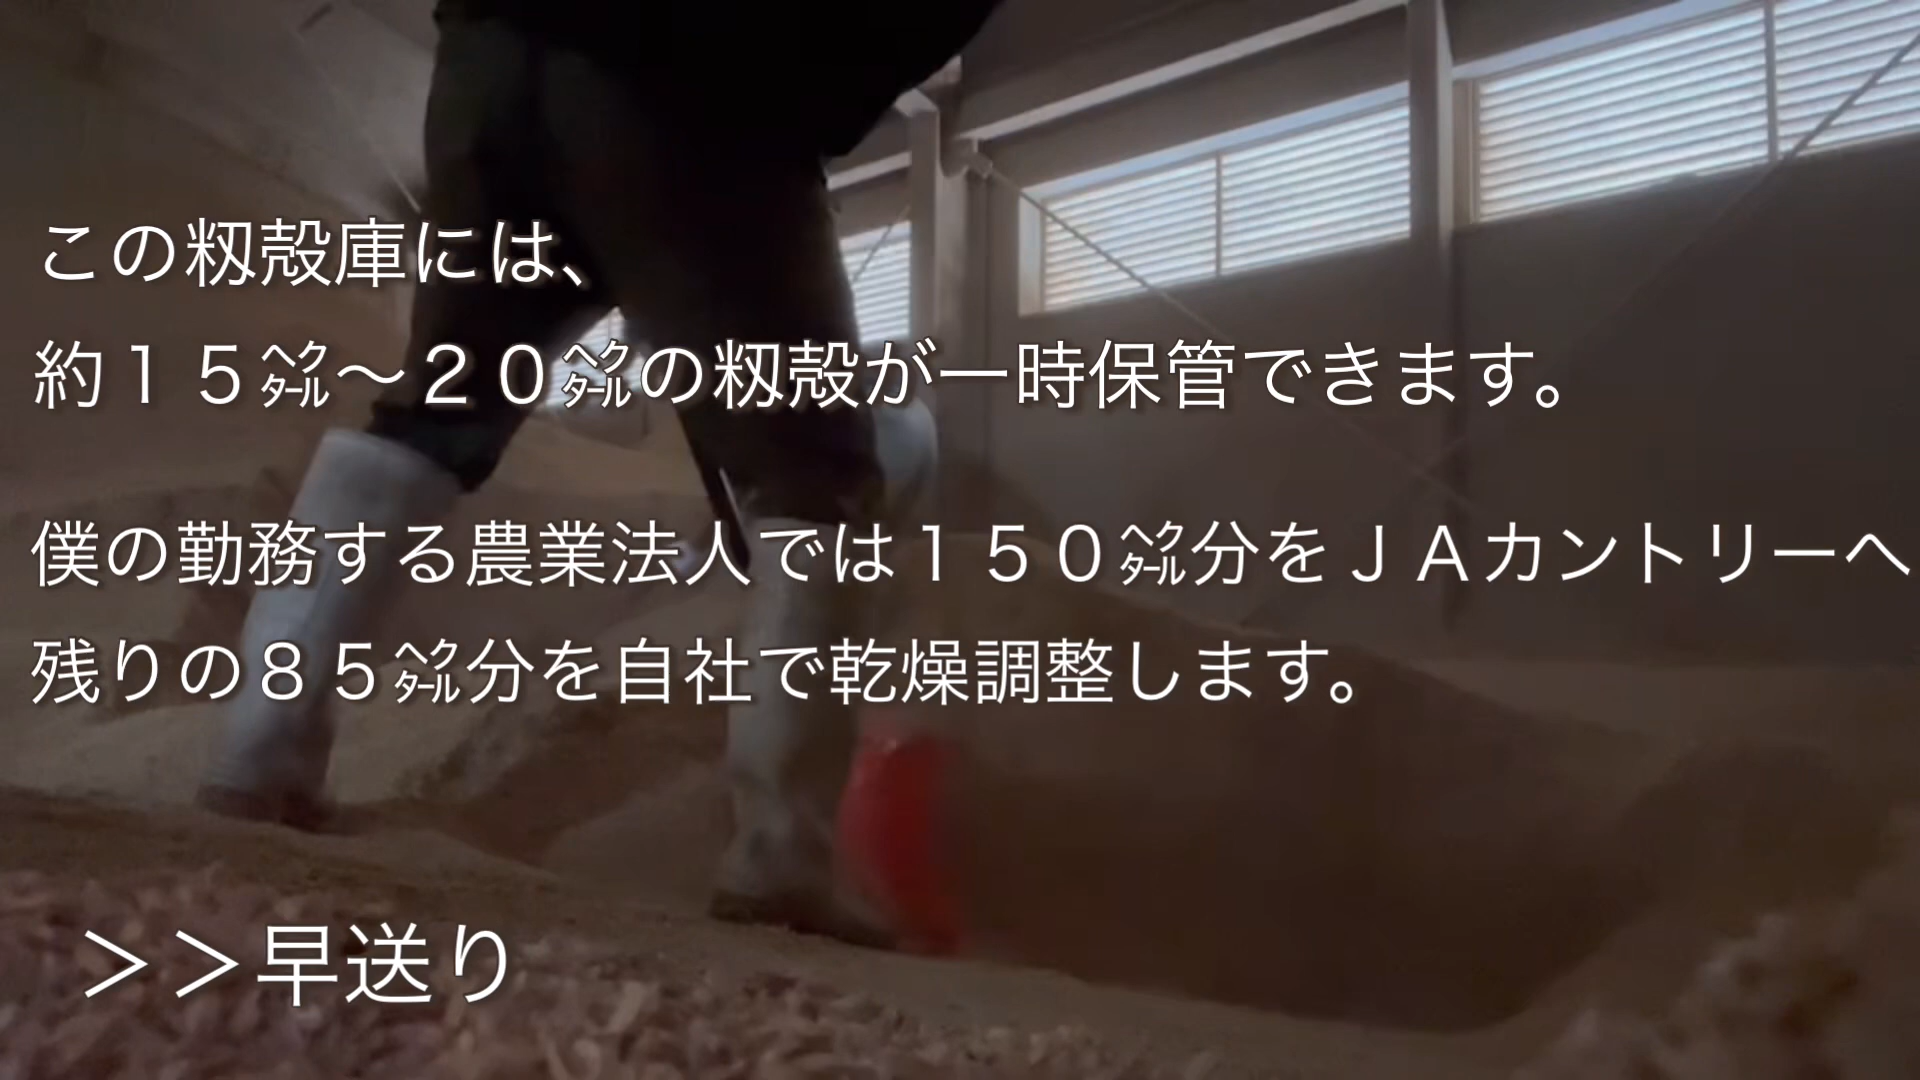 この籾殻庫には、
約１５㌶～２０㌶の籾殻が一時保管できます。
僕の勤務する農業法人では１５０㌶分をＪＡカントリーへ
残りの８５㌶分を自社で乾燥調整します。
＞＞早送り